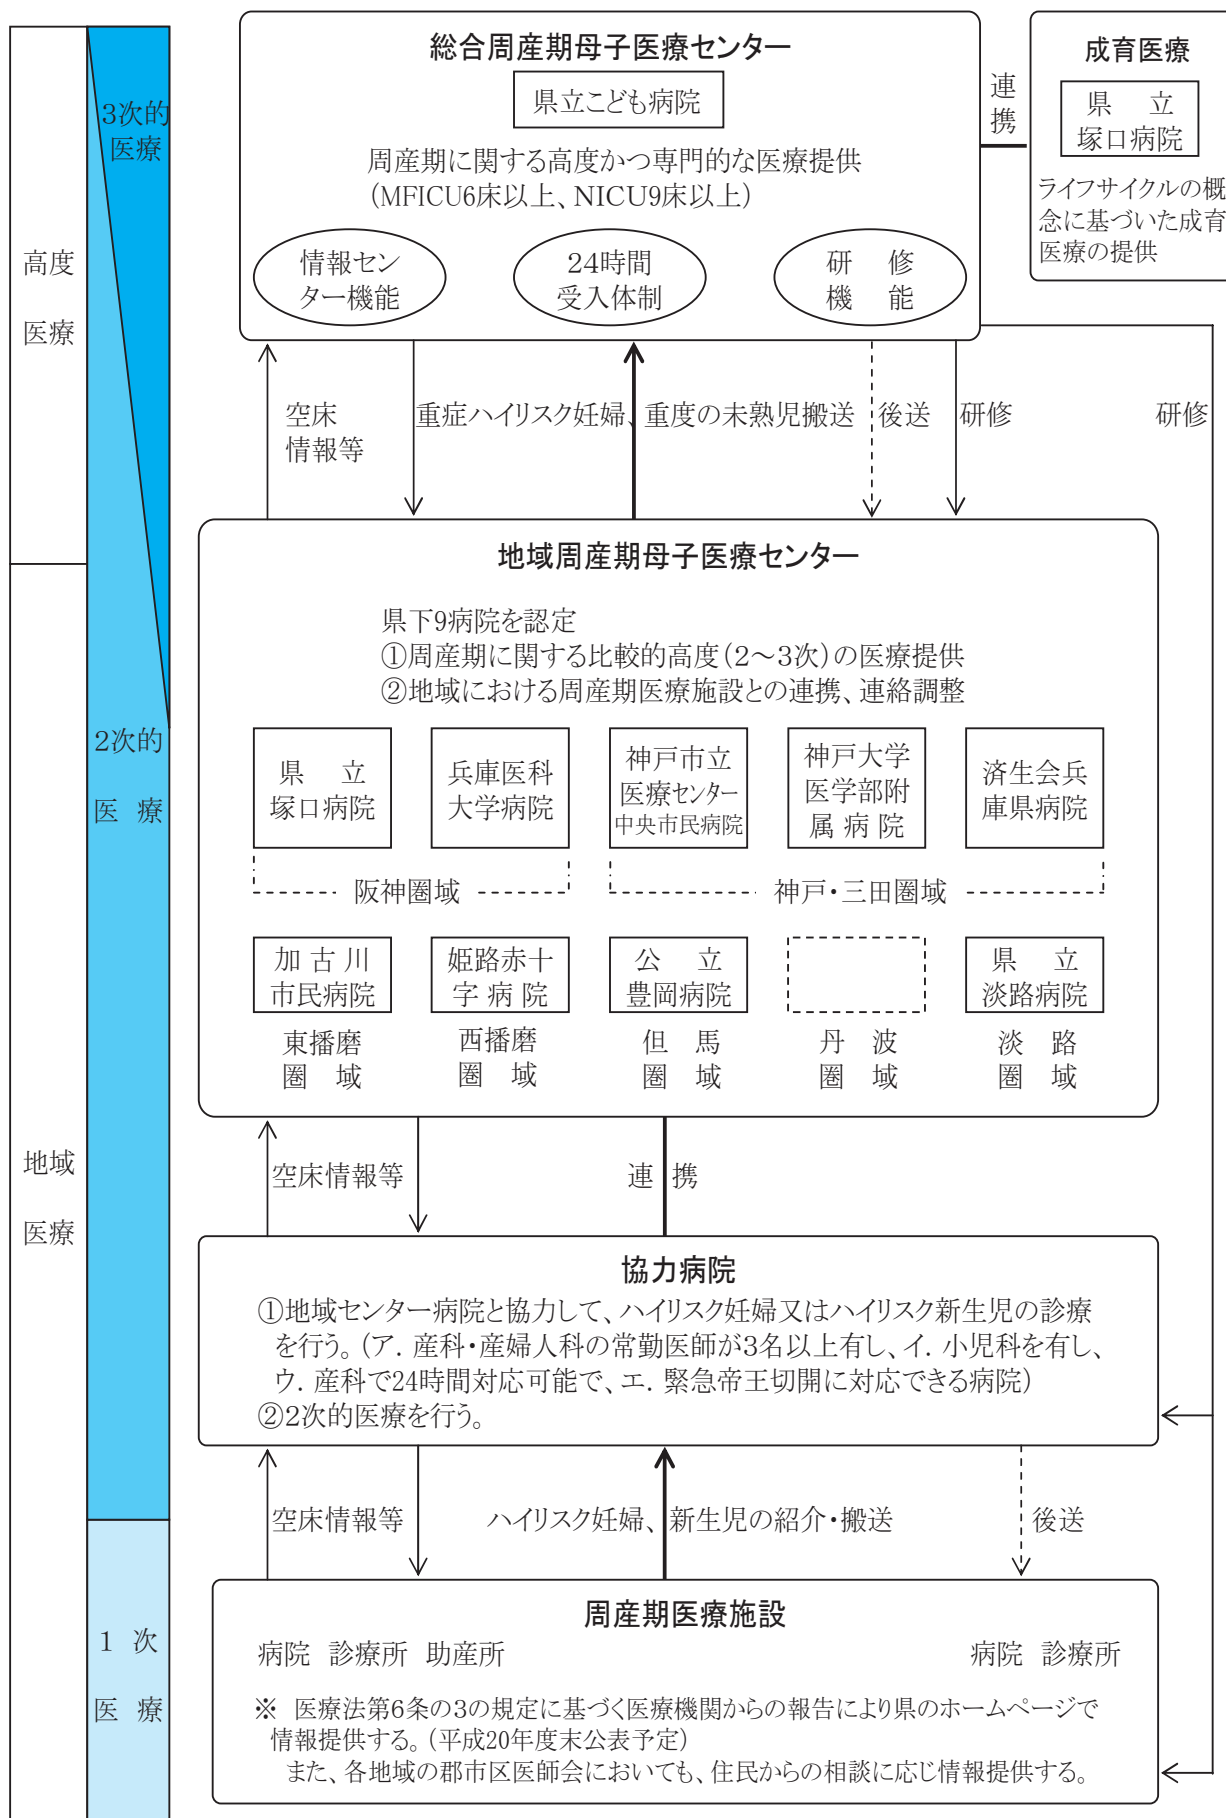 総合周産期母子医療センター
県立こども病院
周産期に関する高度かつ専門的な医療提供
（MFICU6床以上、NICU9床以上）
情報セン
ター機能
24時間
受入体制
研　修
機　能
連
携
成育医療
県　立
塚口病院
ライフサイクルの概
念に基づいた成育
医療の提供
3次的
医療
高度
医療
空床
情報等
重症ハイリスク妊婦、重度の未熟児搬送
後送
研修
研修
地域周産期母子医療センター
県下9病院を認定
①周産期に関する比較的高度（2～3次）の医療提供
②地域における周産期医療施設との連携、連絡調整
2次的
医 療
県　立
塚口病院
兵庫医科
大学病院
神戸市立
医療センター
中央市民病院
神戸大学
医学部附
属 病 院
済生会兵
庫県病院
阪神圏域
神戸・三田圏域
加 古 川
市民病院
姫路赤十
字 病 院
公　立
豊岡病院
県　立
淡路病院
東播磨
圏　域
西播磨
圏　域
但　馬
圏　域
丹　波
圏　域
淡　路
圏　域
地域
医療
空床情報等
連　携
協力病院
①地域センター病院と協力して、ハイリスク妊婦又はハイリスク新生児の診療
を行う。（ア．産科・産婦人科の常勤医師が3名以上有し、イ．小児科を有し、
ウ．産科で24時間対応可能で、エ．緊急帝王切開に対応できる病院）
②2次的医療を行う。
空床情報等
ハイリスク妊婦、新生児の紹介・搬送
後送
周産期医療施設
病院　診療所　助産所
病院　診療所
※　医療法第6条の3の規定に基づく医療機関からの報告により県のホームページで
情報提供する。（平成20年度末公表予定）
また、各地域の郡市区医師会においても、住民からの相談に応じ情報提供する。
1 次
医 療